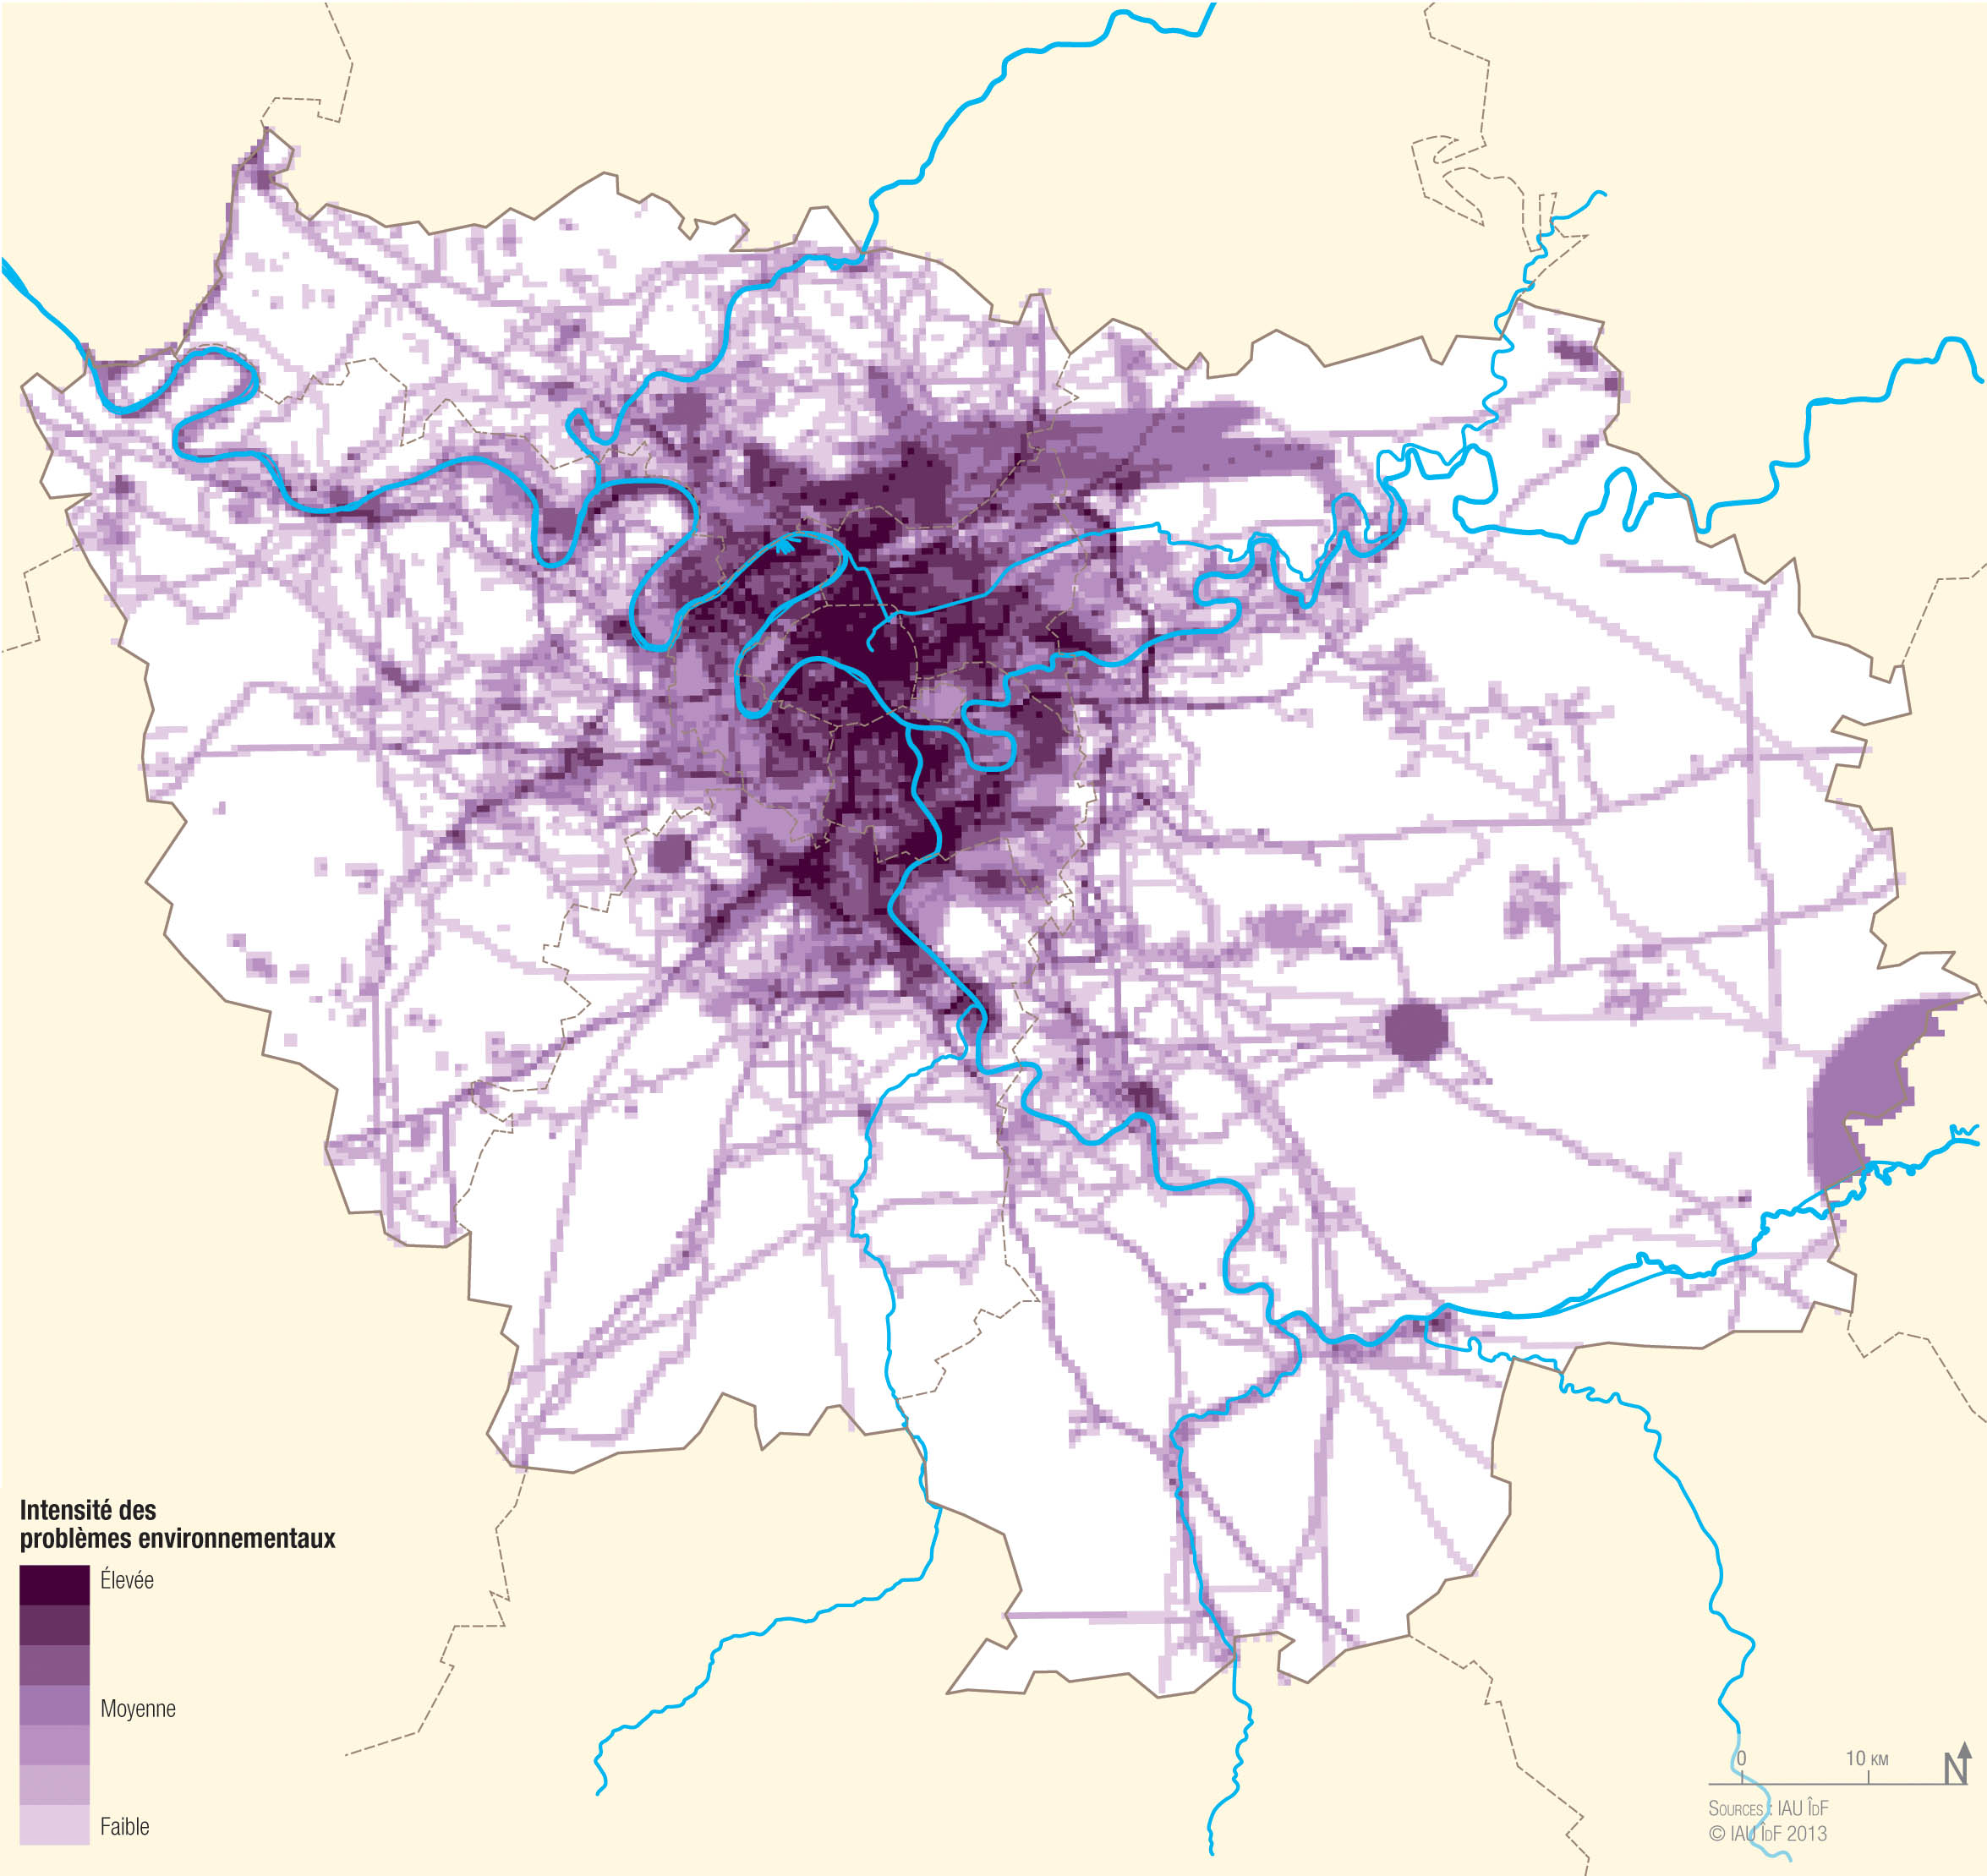 Intensité des
problèmes environnementaux
Élevée
Moyenne
Faible
0 10 KM
N
SOURCES : IAU ÎDF
© IAU ÎDF 2013